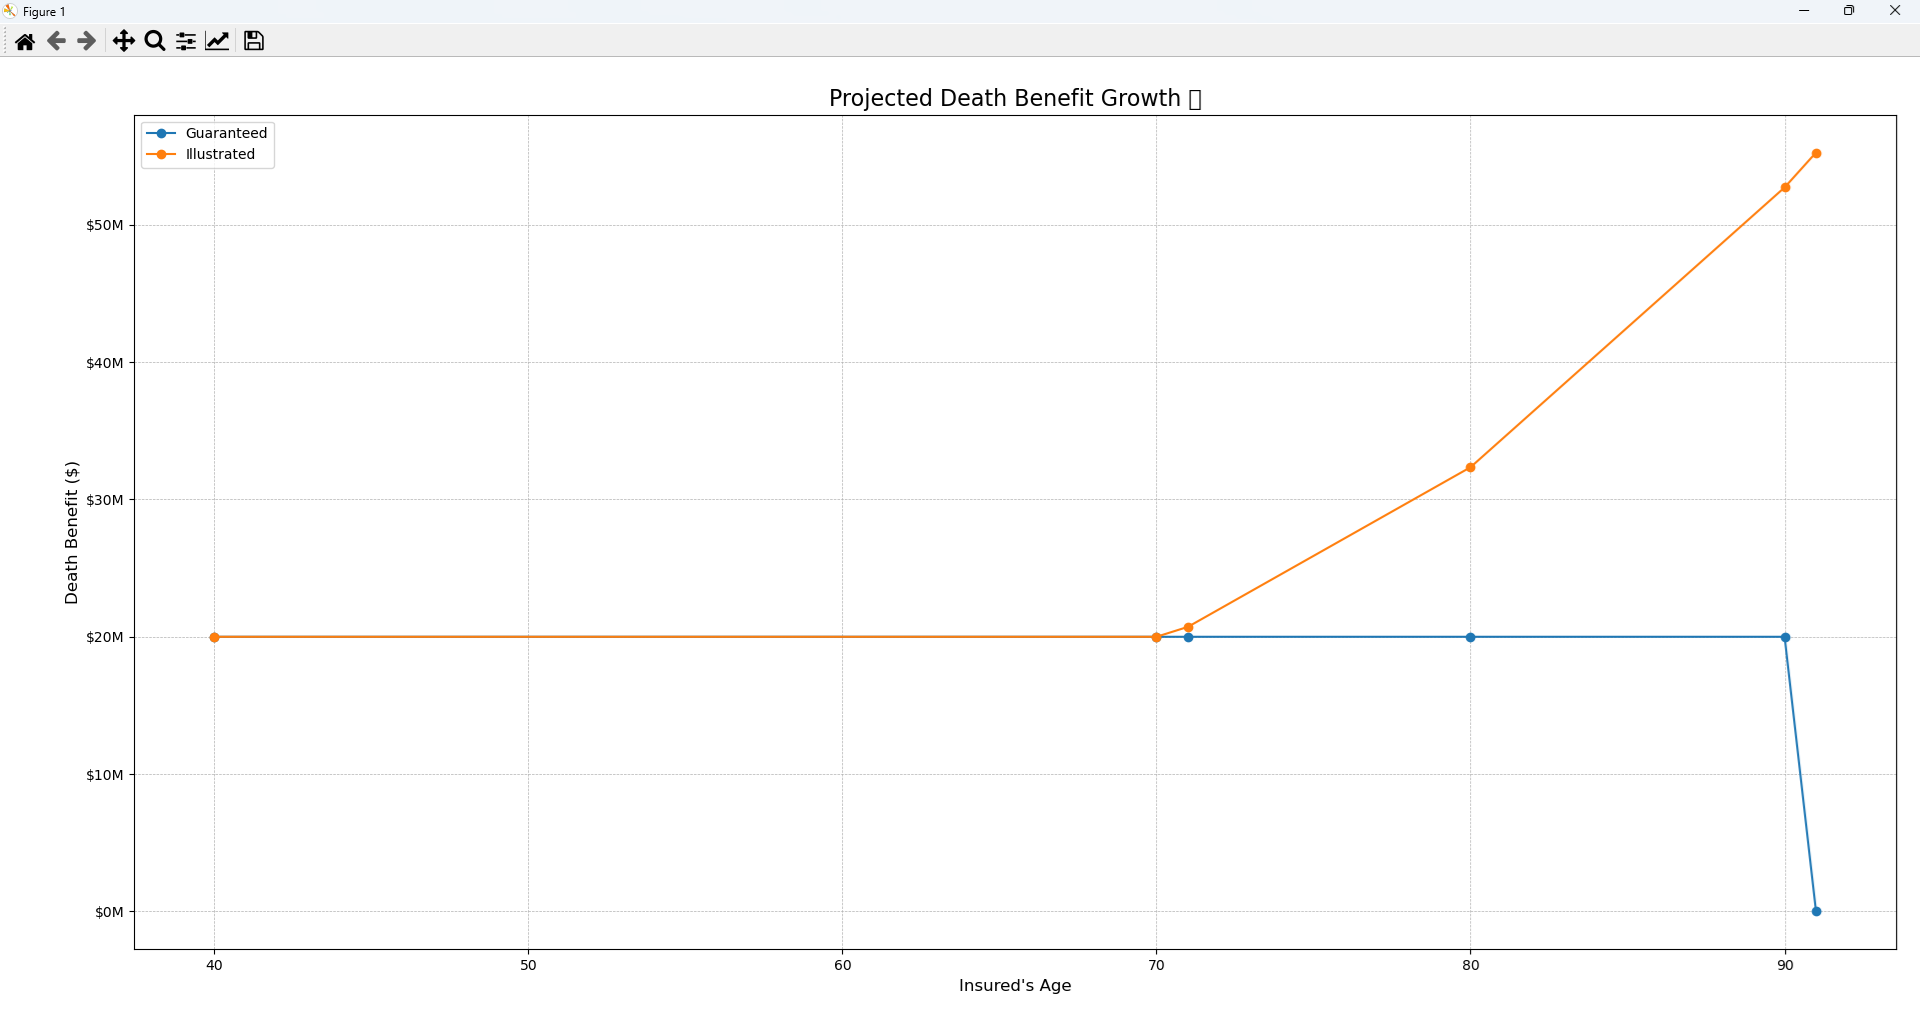 Figure 1
Projected Death Benefit Growth
Guaranteed
Illustrated
$50M
$40M
$30M
$20M
$10M
$0M
Death Benefit ($)
40 50 60 70 80 90
Insured's Age